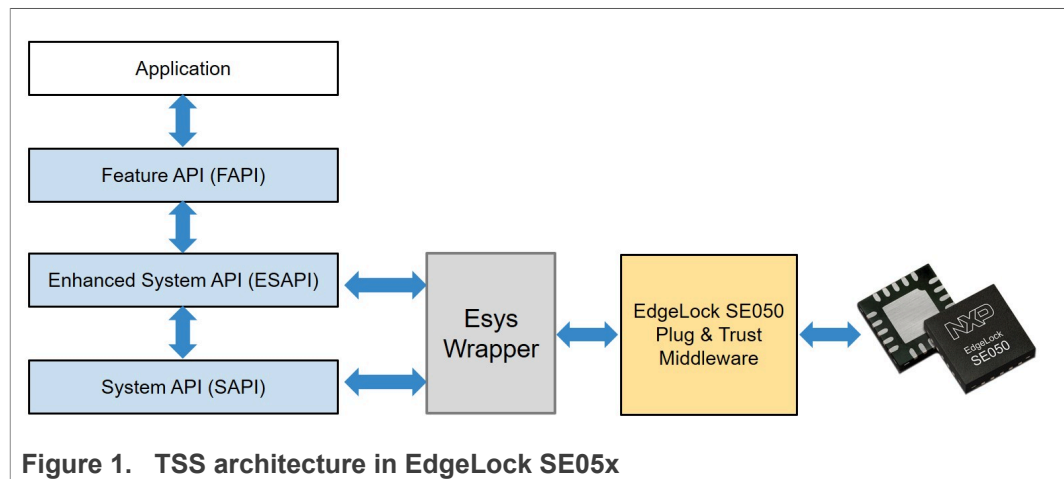 Application
Feature API (FAPI)
Enhanced System API (ESAPI)
System API (SAPI)
Esys
Wrapper
EdgeLock SE050
Plug & Trust
Middleware
NXP
EdgeLock
SE050
Figure 1. TSS architecture in EdgeLock SE05x